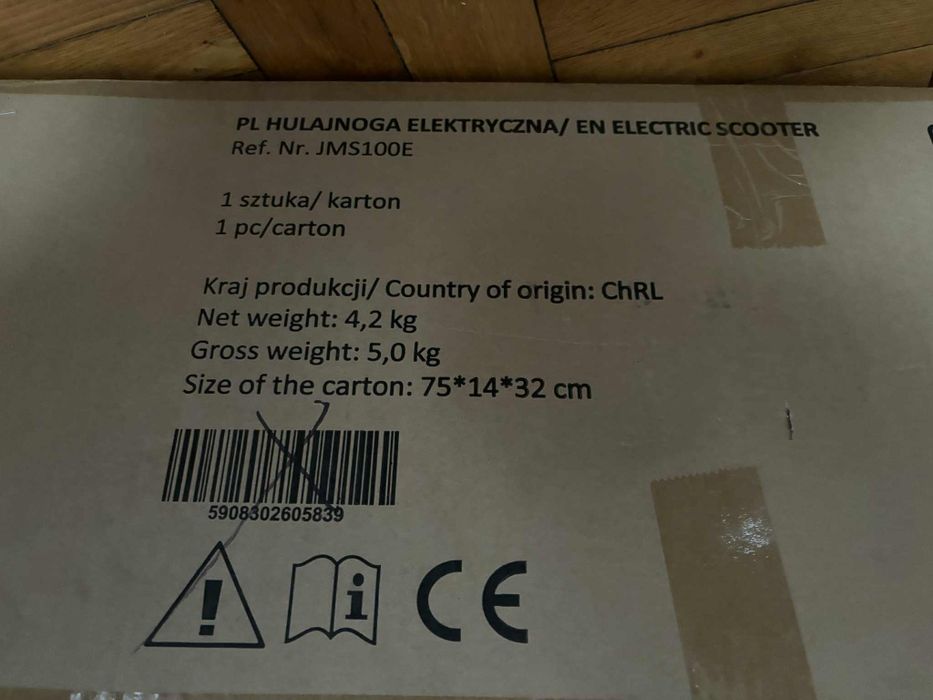 PL HULAJNOGA ELEKTRYCZNA/ EN ELECTRIC SCOOTER
Ref. Nr. JMS100E
1 sztuka/ karton
1 pc/carton
Kraj produkcji/ Country of origin: ChRL
Net weight: 4,2 kg
Gross weight: 5,0 kg
Size of the carton: 75*14*32 cm
5908302605839
! i CE